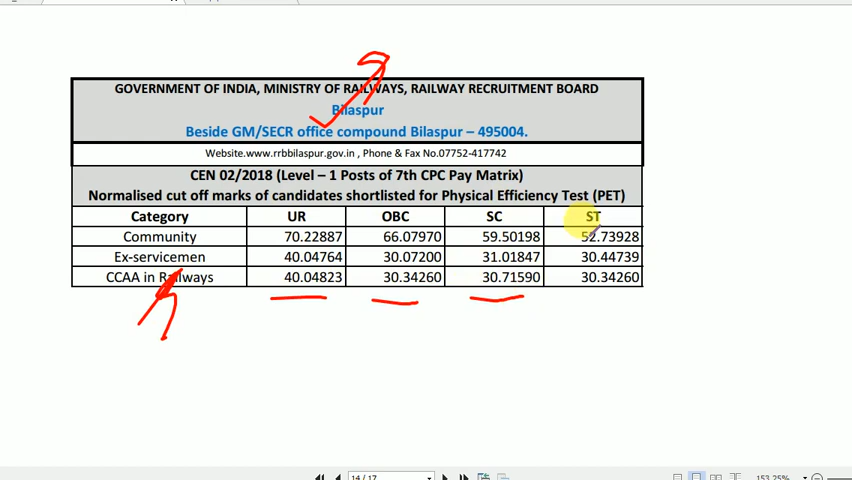 GOVERNMENT OF INDIA, MINISTRY OF RAILWAYS, RAILWAY RECRUITMENT BOARD
Bilaspur
Beside GM/SECR office compound Bilaspur – 495004.
Website.www.rrbbilaspur.gov.in , Phone & Fax No.07752-417742
CEN 02/2018 (Level – 1 Posts of 7th CPC Pay Matrix)
Normalised cut off marks of candidates shortlisted for Physical Efficiency Test (PET)
Category UR OBC SC ST
Community 70.22887 66.07970 59.50198 52.73928
Ex-servicemen 40.04764 30.07200 31.01847 30.44739
CCAA in Railways 40.04823 30.34260 30.71590 30.34260
14 / 17 153.25%